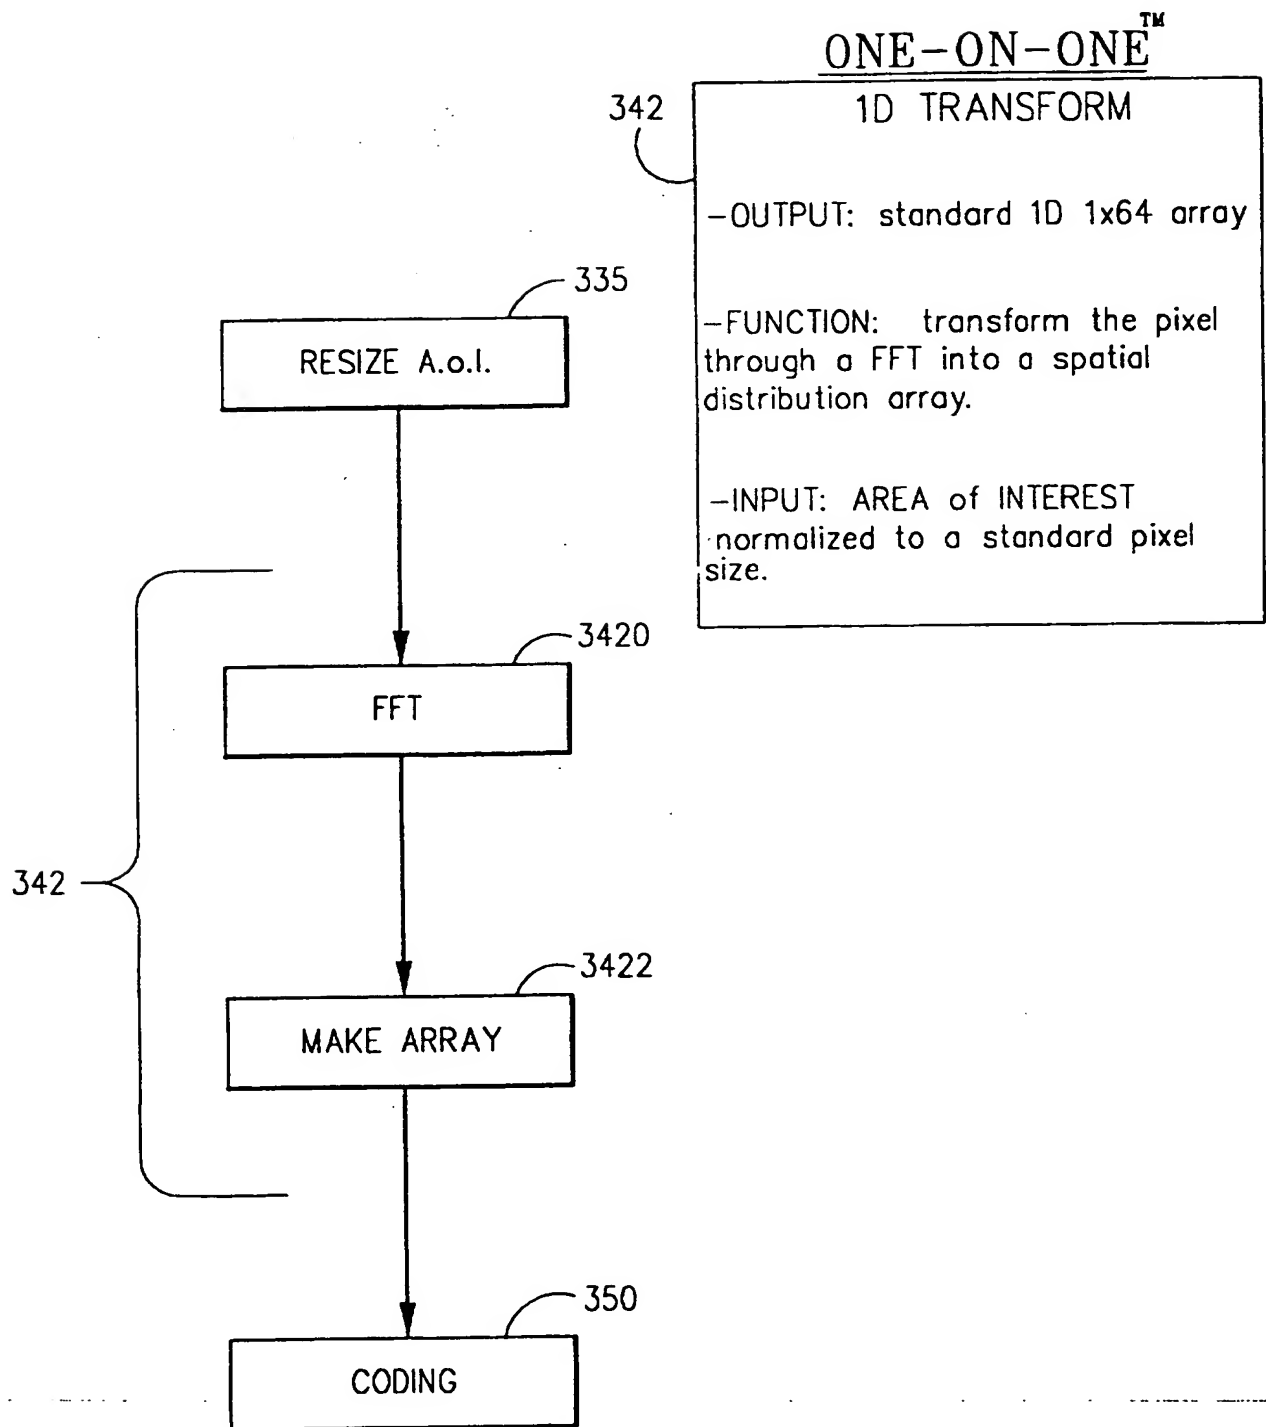 ONE-ON-ONE™
342
1D TRANSFORM
-OUTPUT: standard 1D 1x64 array
-FUNCTION: transform the pixel
through a FFT into a spatial
distribution array.
-INPUT: AREA of INTEREST
normalized to a standard pixel
size.
335
RESIZE A.o.I.
3420
FFT
342
3422
MAKE ARRAY
350
CODING